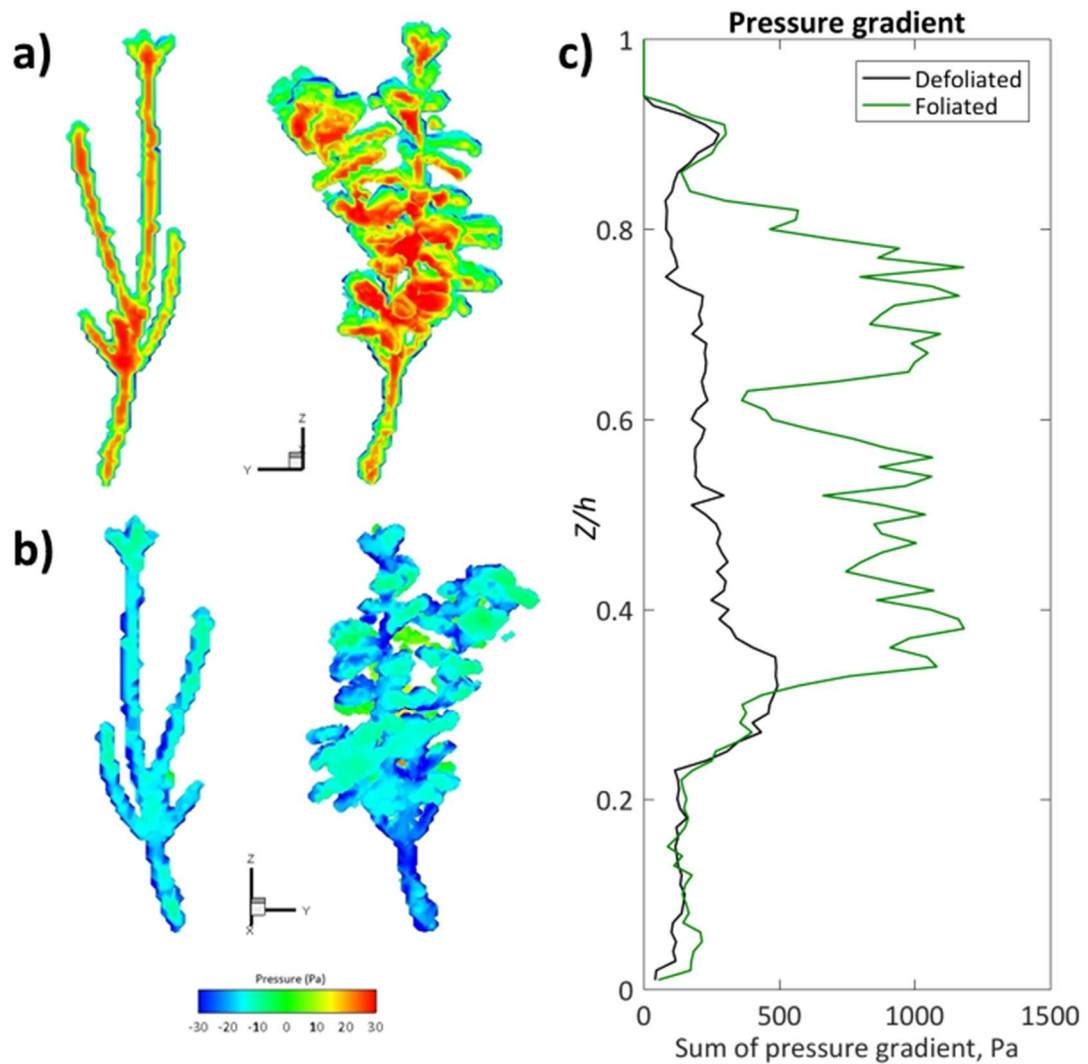 a)
Z
Y
b)
Z
Y
X
Pressure (Pa)
-30 -20 -10 0 10 20 30
c)
Pressure gradient
Defoliated
Foliated
1
0.8
0.6
0.4
0.2
0
Z/h
0 500 1000 1500
Sum of pressure gradient, Pa